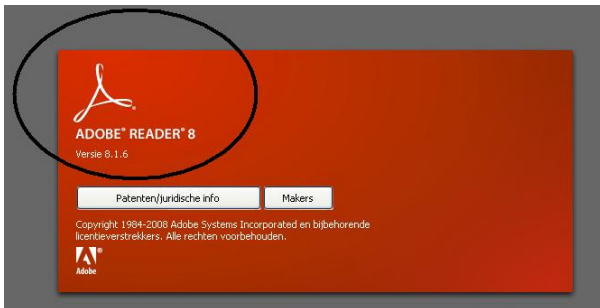 ADOBE® READER® 8
Versie 8.1.6
Patenten/juridische info
Makers
Copyright 1984-2008 Adobe Systems Incorporated en bijbehorende
licentieverstrekkers. Alle rechten voorbehouden.
Adobe